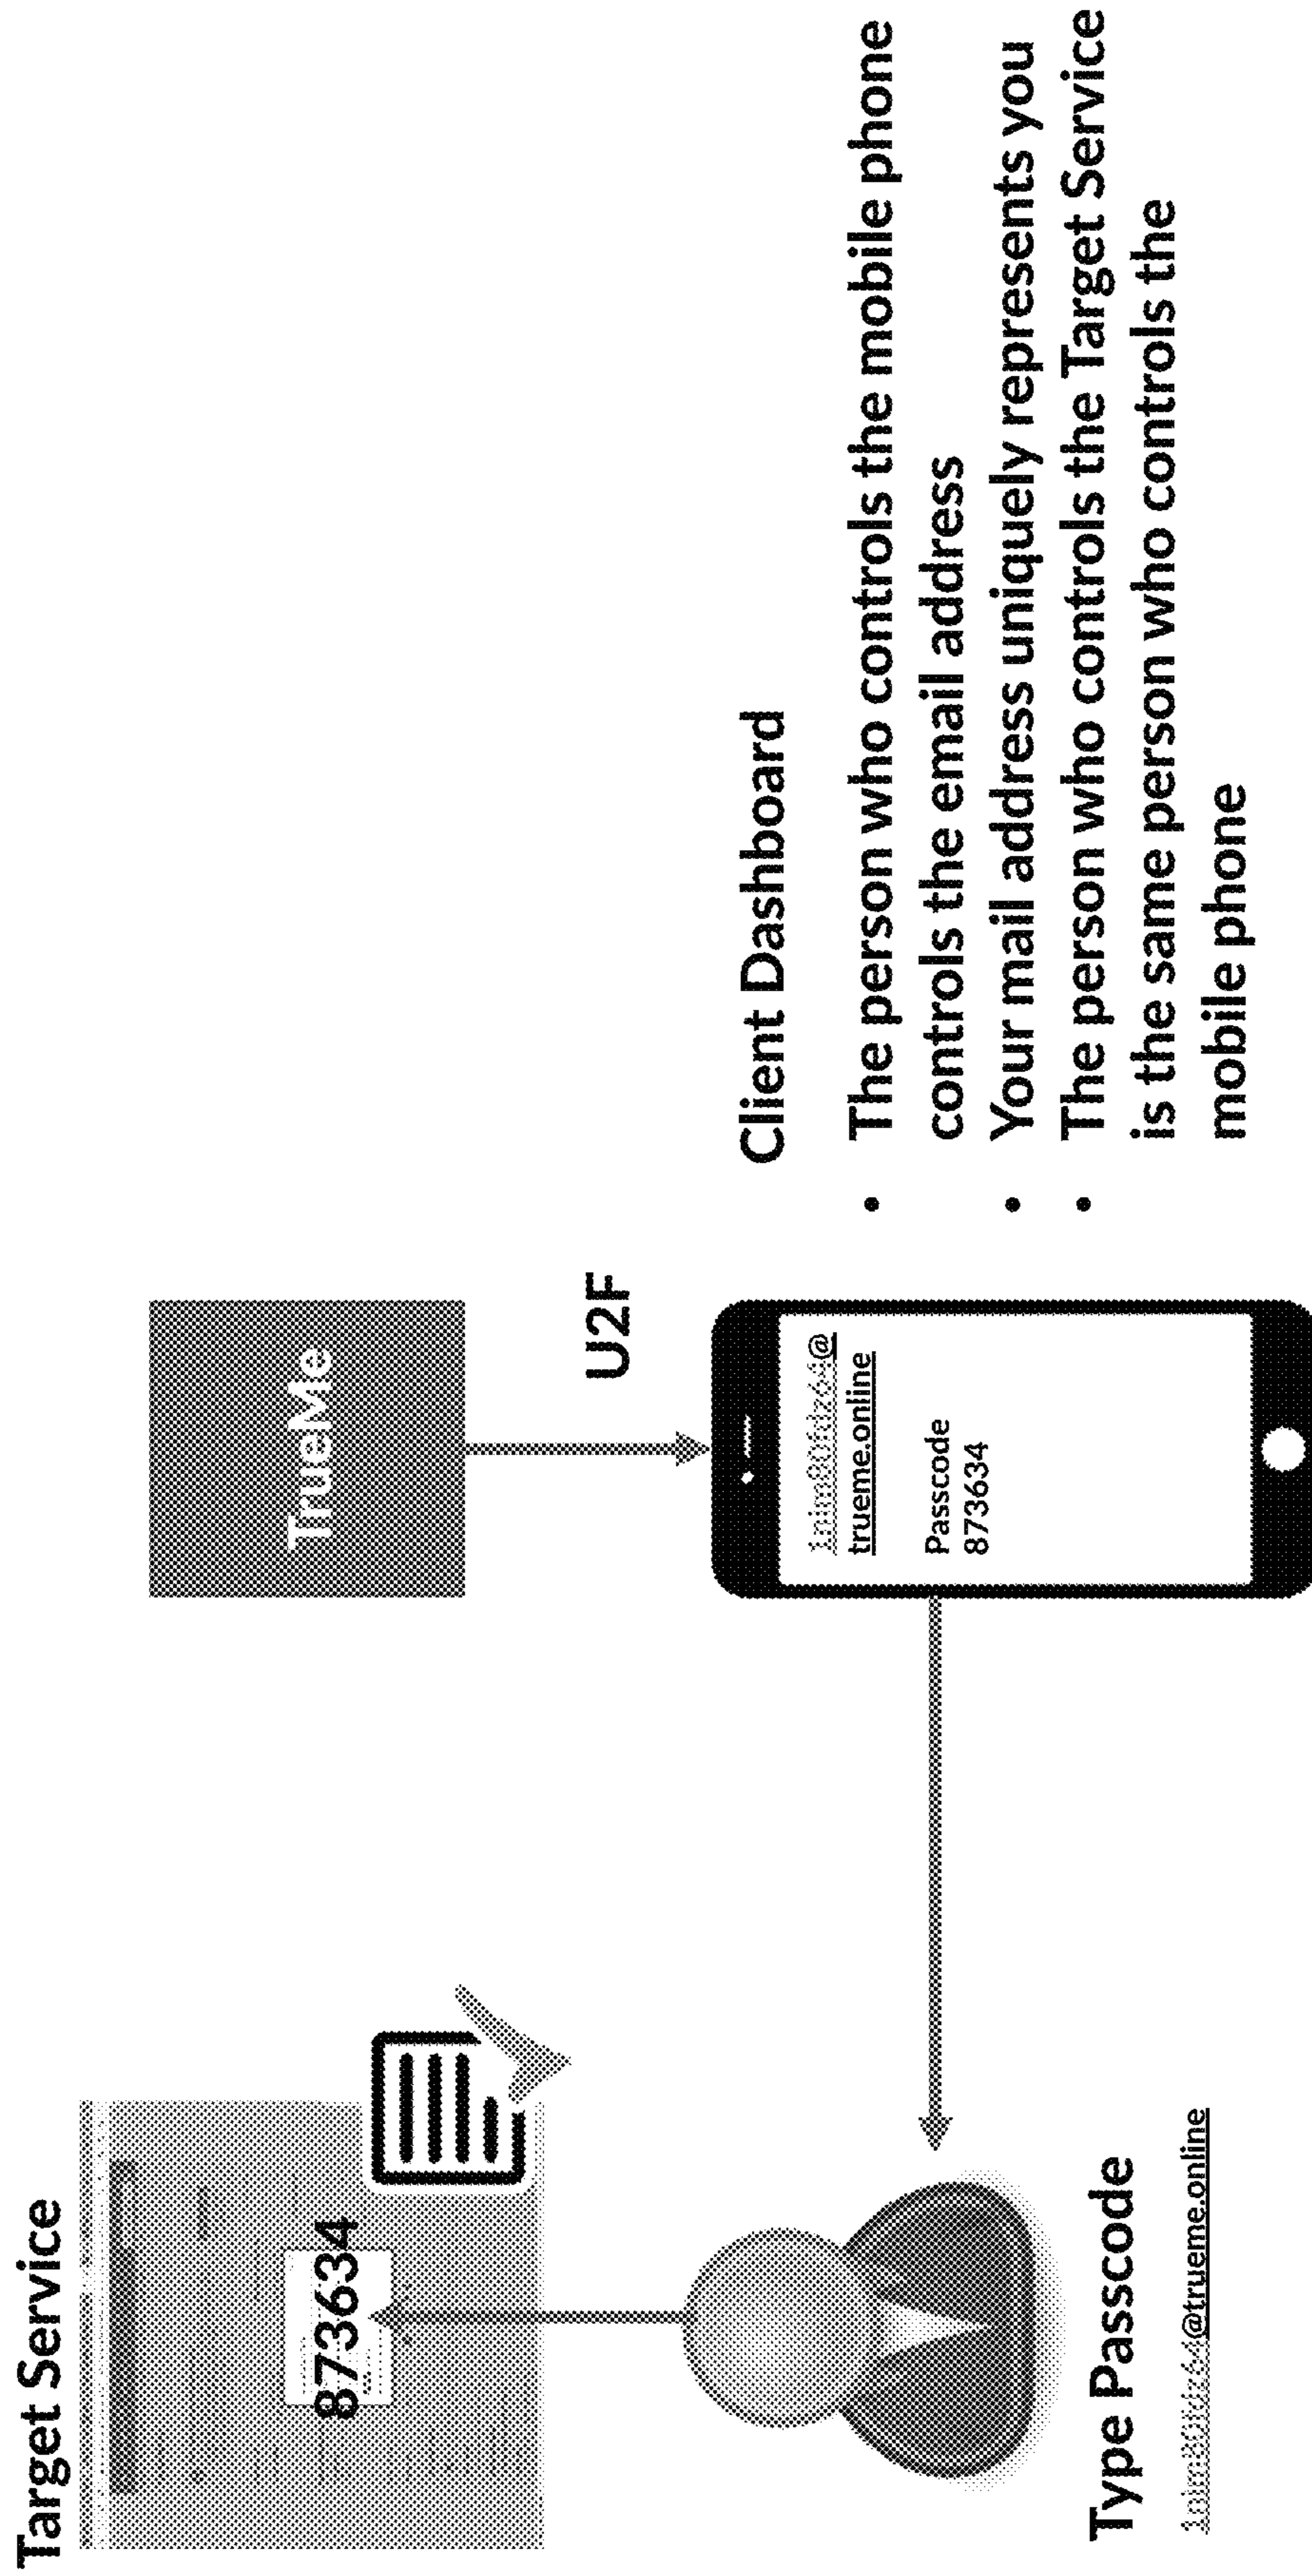 Target Service
873634
TrueMe
U2F
trueme.online
Passcode
873634
Type Passcode
@trueme.online
Client Dashboard
• The person who controls the mobile phone
controls the email address
• Your mail address uniquely represents you
• The person who controls the Target Service
is the same person who controls the
mobile phone